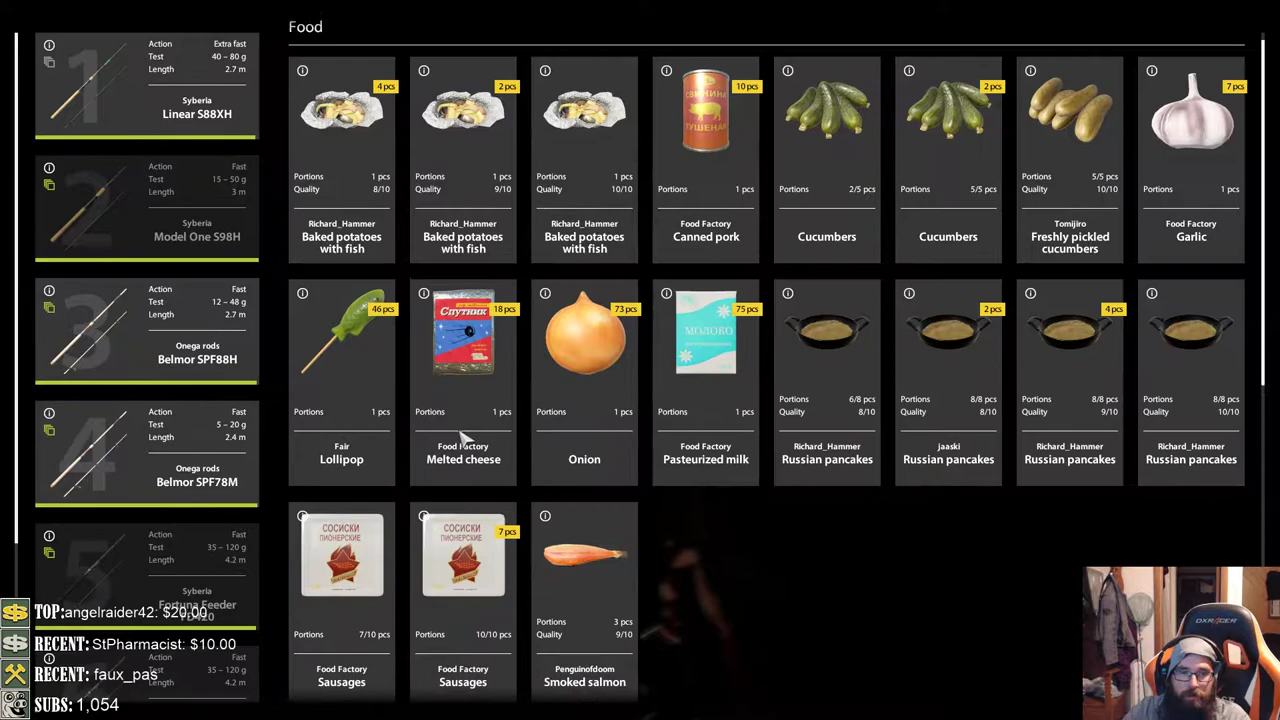 Food
1
Action Extra fast
Test 40 – 80 g
Length 2.7 m
Syberia
Linear S88XH
2
Action Fast
Test 15 – 50 g
Length 3 m
Syberia
Model One S98H
3
Action Fast
Test 12 – 48 g
Length 2.7 m
Onega rods
Belmor SPF88H
4
Action Fast
Test 5 – 20 g
Length 2.4 m
Onega rods
Belmor SPF78M
5
Action Fast
Test 35 – 120 g
Length 4.2 m
Syberia
Fortuna Feeder
Action Fast
Test 35 – 120 g
Length 4.2 m
4 pcs
Portions 1 pcs
Quality 8/10
Richard_Hammer
Baked potatoes
with fish
2 pcs
Portions 1 pcs
Quality 9/10
Richard_Hammer
Baked potatoes
with fish
Portions 1 pcs
Quality 10/10
Richard_Hammer
Baked potatoes
with fish
10 pcs
СВИНИНА
ТУШЕНАЯ
Portions 1 pcs
Food Factory
Canned pork
Portions 2/5 pcs
Cucumbers
2 pcs
Portions 5/5 pcs
Cucumbers
Portions 5/5 pcs
Quality 10/10
Tomijiro
Freshly pickled
cucumbers
7 pcs
Portions 1 pcs
Food Factory
Garlic
46 pcs
Portions 1 pcs
Fair
Lollipop
18 pcs
Спутник
Portions 1 pcs
Food Factory
Melted cheese
73 pcs
Portions 1 pcs
Onion
75 pcs
МОЛОКО
Portions 1 pcs
Food Factory
Pasteurized milk
Portions 6/8 pcs
Quality 8/10
Richard_Hammer
Russian pancakes
2 pcs
Portions 8/8 pcs
Quality 8/10
jaaski
Russian pancakes
4 pcs
Portions 8/8 pcs
Quality 9/10
Richard_Hammer
Russian pancakes
Portions 8/8 pcs
Quality 10/10
Richard_Hammer
Russian pancakes
СОСИСКИ
ПИОНЕРСКИЕ
Portions 7/10 pcs
Food Factory
Sausages
7 pcs
СОСИСКИ
ПИОНЕРСКИЕ
Portions 10/10 pcs
Food Factory
Sausages
Portions 3 pcs
Quality 9/10
Penguinofdoom
Smoked salmon
TOP:angelraider42: $20.00
RECENT: StPharmacist: $10.00
RECENT: faux_pas
SUBS: 1,054
DXRACER